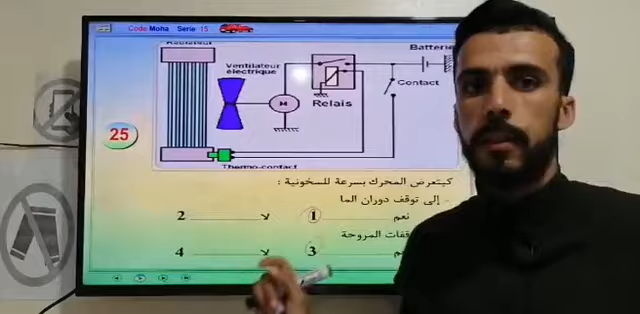 Code Moha Serie 15
Radiateur
Batterie
Ventilateur
électrique
Contact
Relais
25
Thermo-contact
كيتعرض المحرك بسرعة للسخونية :
- إلى توقف دوران الما
نعم 1 لا 2
المروحة
3 لا 4